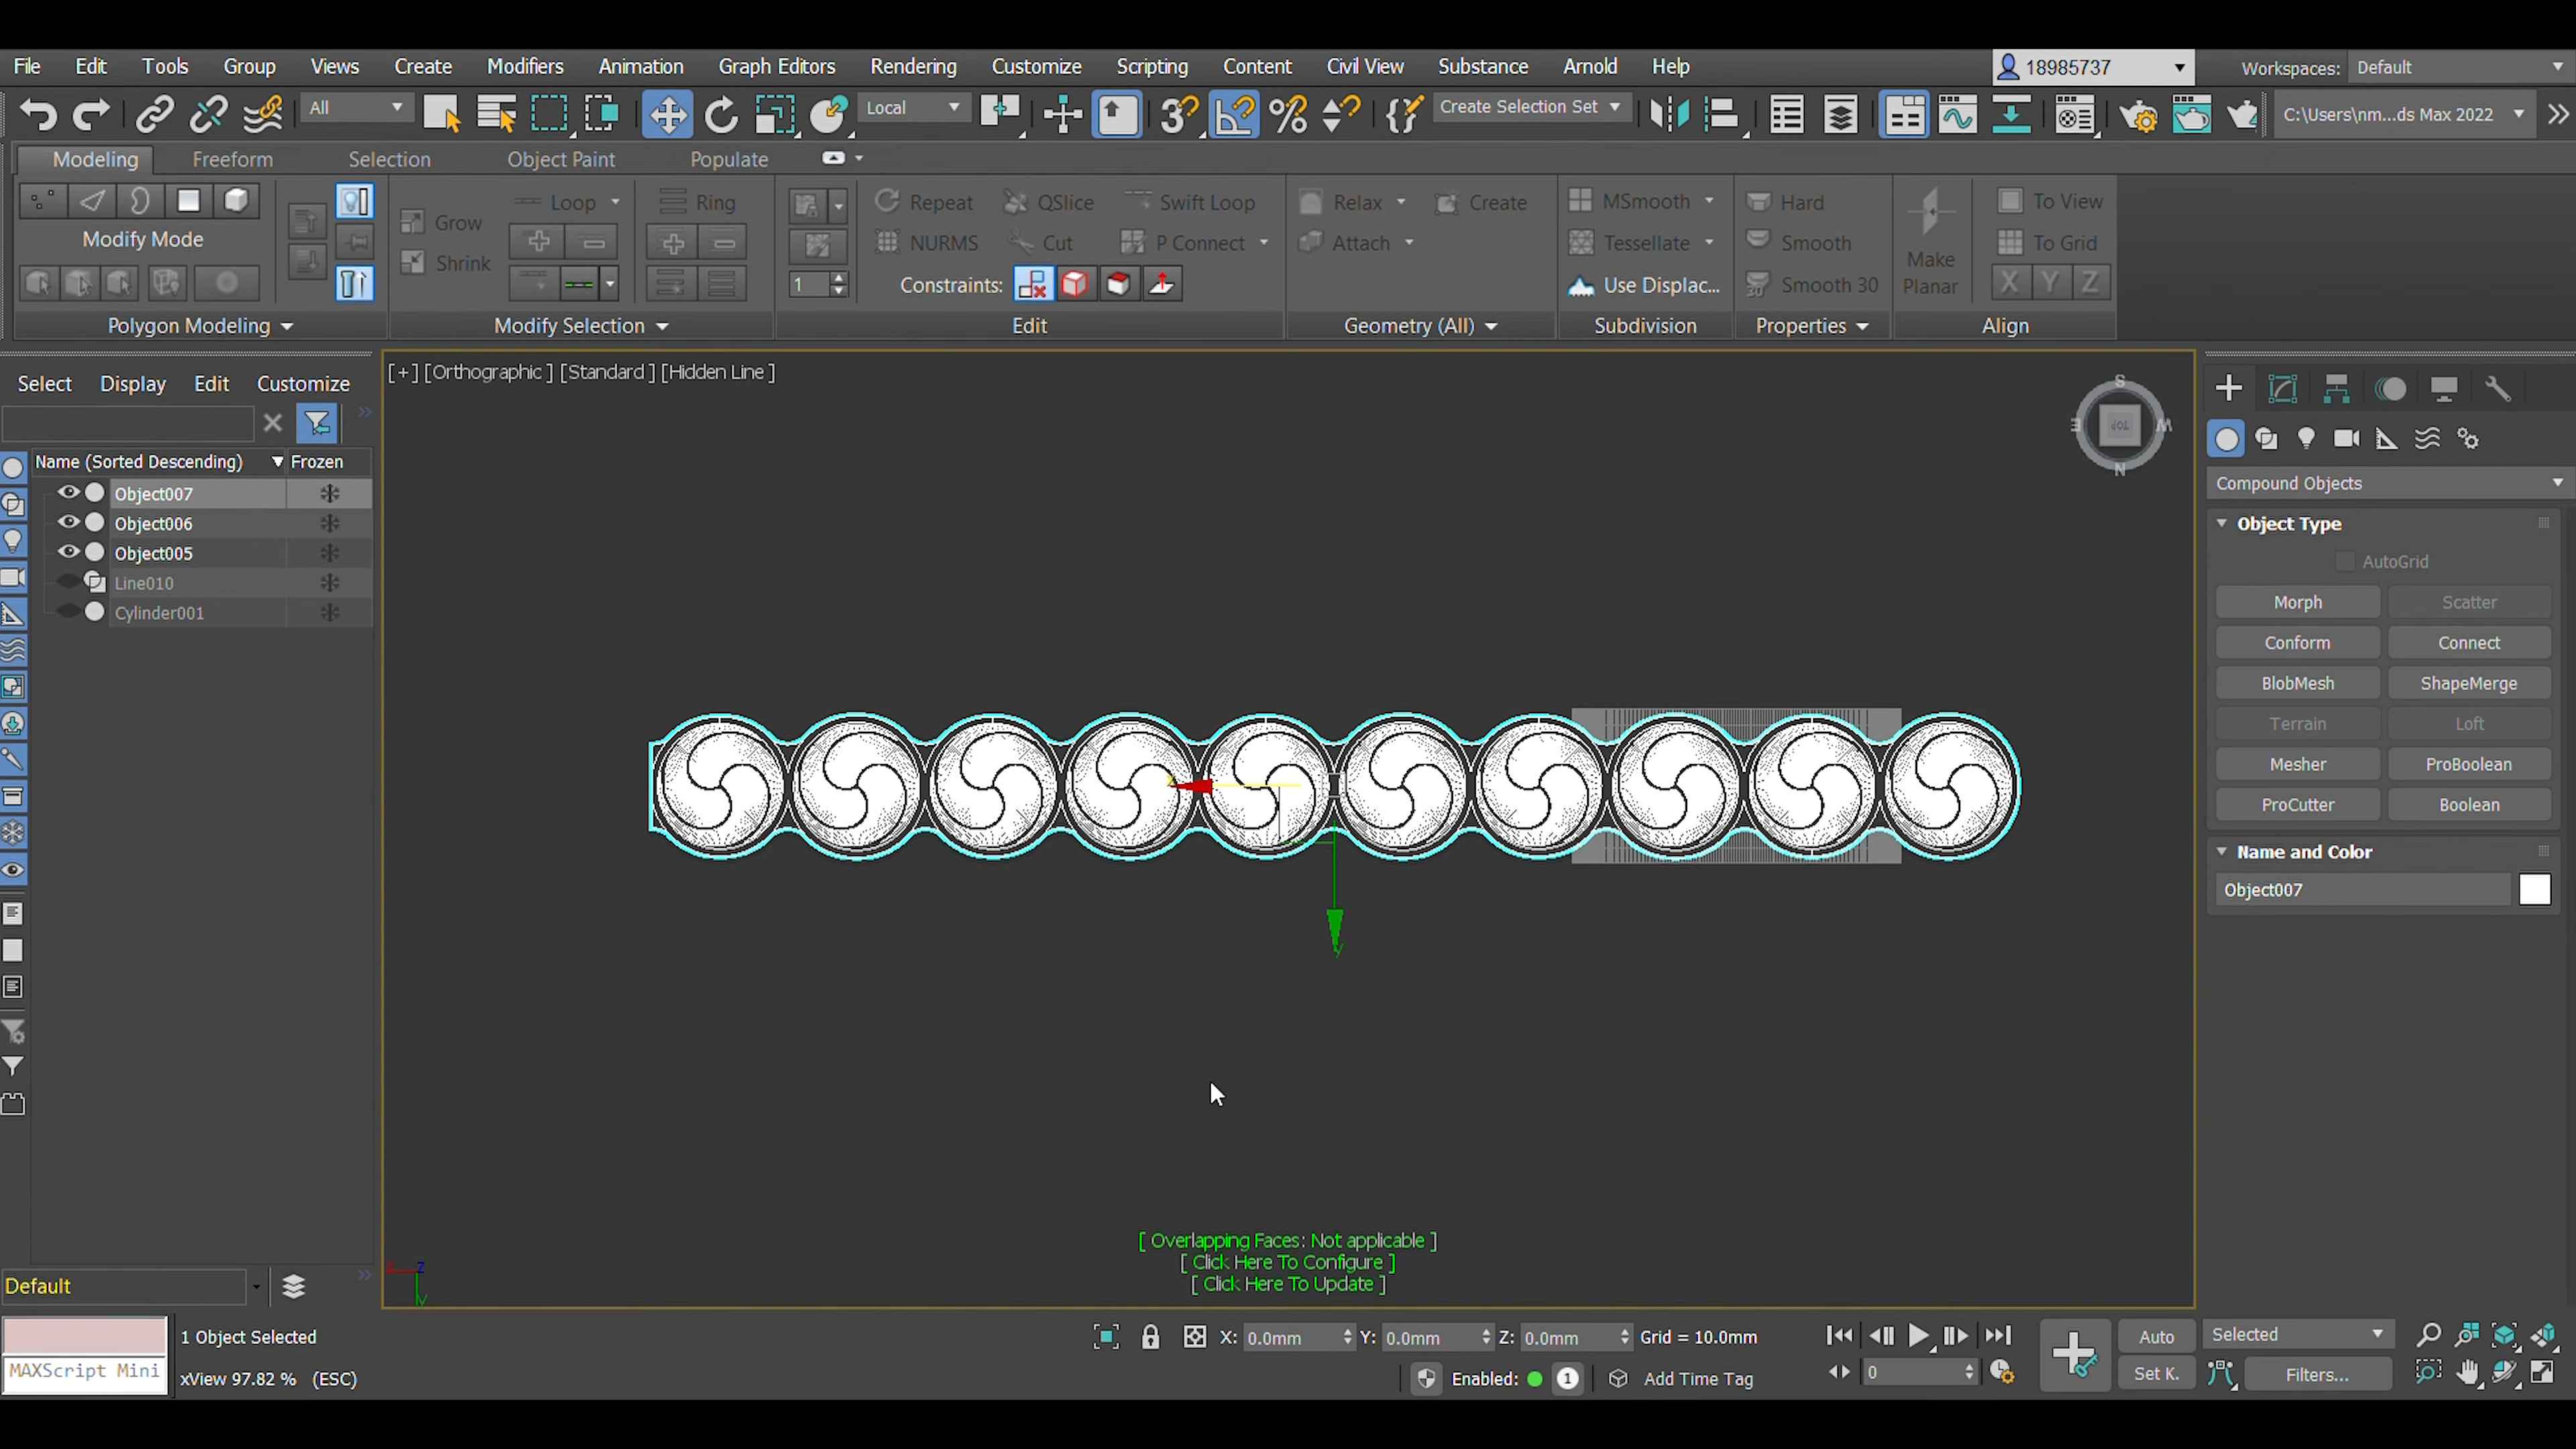 File Edit Tools Group Views Create Modifiers Animation Graph Editors Rendering Customize Scripting Content Civil View Substance Arnold Help 18985737 Workspaces: Default
All Local 3 Create Selection Set C:\Users\nm...ds Max 2022
Modeling Freeform Selection Object Paint Populate
Loop Ring Repeat QSlice Swift Loop Relax Create MSmooth Hard To View
Modify Mode Grow NURMS Cut P Connect Attach Tessellate Smooth To Grid
Shrink 1 Constraints: Use Displac... Smooth 30 Make Planar X Y Z
Polygon Modeling Modify Selection Edit Geometry (All) Subdivision Properties Align
Select Display Edit Customize
[+] [Orthographic] [Standard] [Hidden Line]
Name (Sorted Descending) Frozen
Object007
Object006
Object005
Line010
Cylinder001
S
E TOP W
N
x
y
Compound Objects
Object Type
AutoGrid
Morph Scatter
Conform Connect
BlobMesh ShapeMerge
Terrain Loft
Mesher ProBoolean
ProCutter Boolean
Name and Color
Object007
[ Overlapping Faces: Not applicable ]
[ Click Here To Configure ]
[ Click Here To Update ]
x z
y
Default
1 Object Selected X: 0.0mm Y: 0.0mm Z: 0.0mm Grid = 10.0mm Auto Selected
MAXScript Mini xView 97.82 % (ESC) Enabled: 1 Add Time Tag 0 Set K. Filters...